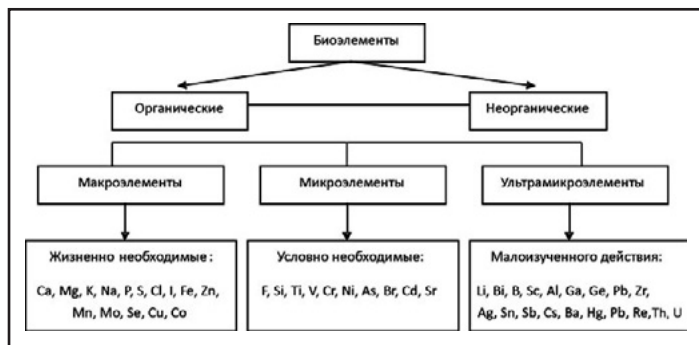 Биоэлементы
Органические
Неорганические
Макроэлементы
Микроэлементы
Ультрамикроэлементы
Жизненно необходимые :
Ca, Mg, K, Na, P, S, Cl, I, Fe, Zn,
Mn, Mo, Se, Cu, Co
Условно необходимые:
F, Si, Ti, V, Cr, Ni, As, Br, Cd, Sr
Малоизученного действия:
Li, Bi, B, Sc, Al, Ga, Ge, Pb, Zr,
Ag, Sn, Sb, Cs, Ba, Hg, Pb, Re,Th, U